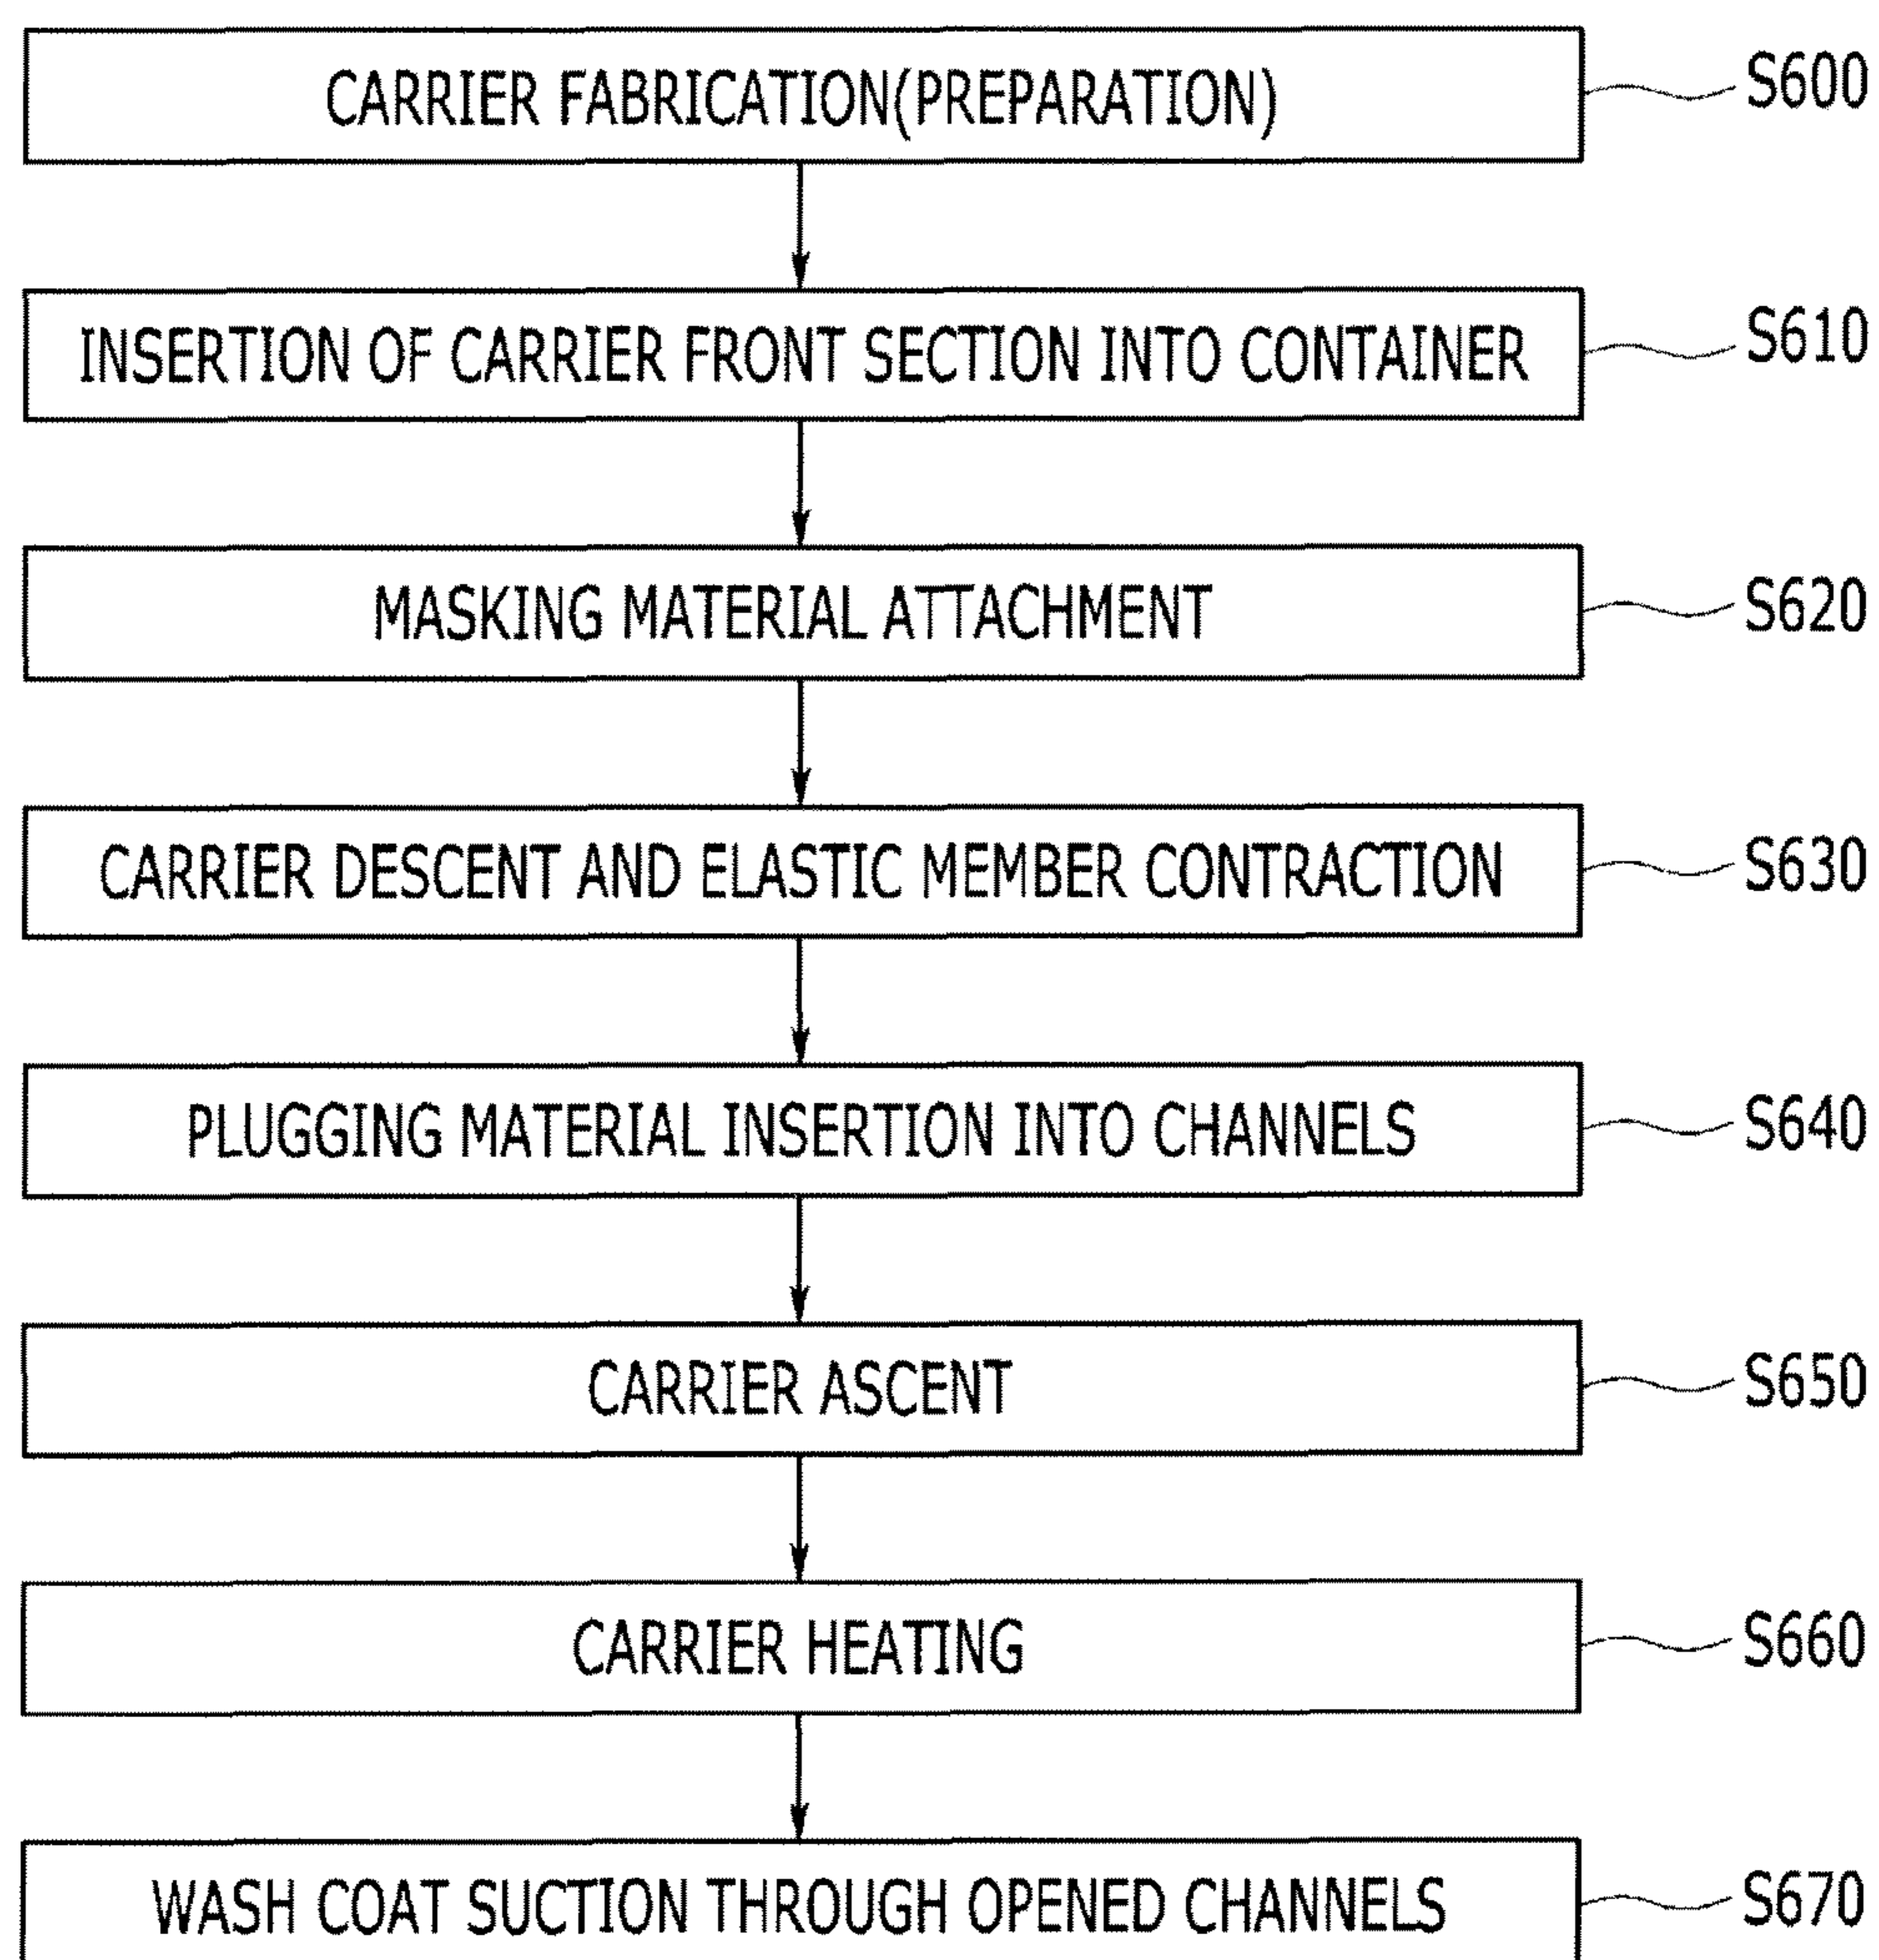 CARRIER FABRICATION(PREPARATION)
S600
INSERTION OF CARRIER FRONT SECTION INTO CONTAINER
S610
MASKING MATERIAL ATTACHMENT
S620
CARRIER DESCENT AND ELASTIC MEMBER CONTRACTION
S630
PLUGGING MATERIAL INSERTION INTO CHANNELS
S640
CARRIER ASCENT
S650
CARRIER HEATING
S660
WASH COAT SUCTION THROUGH OPENED CHANNELS
S670